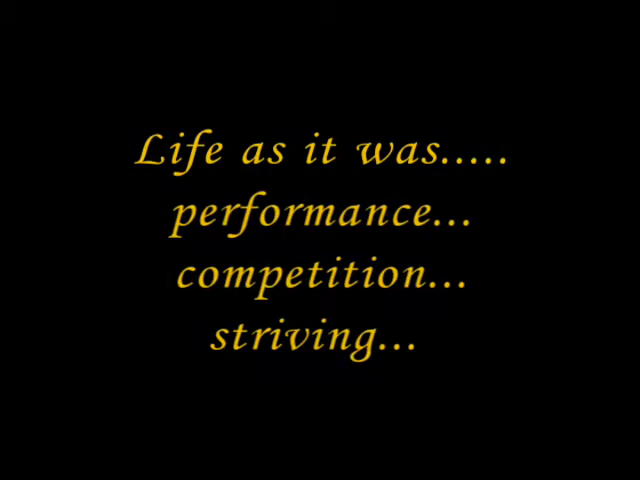 Life as it was.....
performance...
competition...
striving...